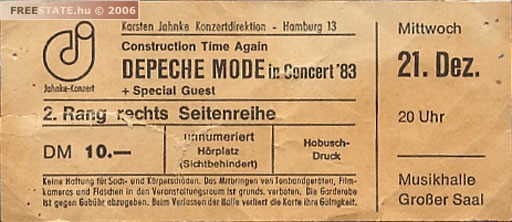 FREESTATE.hu © 2006
Karsten Jahnke Konzertdirektion - Hamburg 13
Construction Time Again
DEPECHE MODE in Concert '83
+ Special Guest
Jahnke-Konzert
2. Rang rechts Seitenreihe
DM 10.—
unnumeriert
Hörplatz
(Sichtbehindert)
Hobusch-
Druck
Keine Haftung für Sach- und Körperschäden. Das Mitbringen von Tonbandgeräten, Film-
kameras und Flaschen in den Veranstaltungsraum ist grunds. verboten. Die Garderobe
ist gegen Gebühr abzugeben. Beim Verlassen der Halle verliert die Karte ihre Gültigkeit.
Mittwoch
21. Dez.
20 Uhr
Musikhalle
Großer Saal